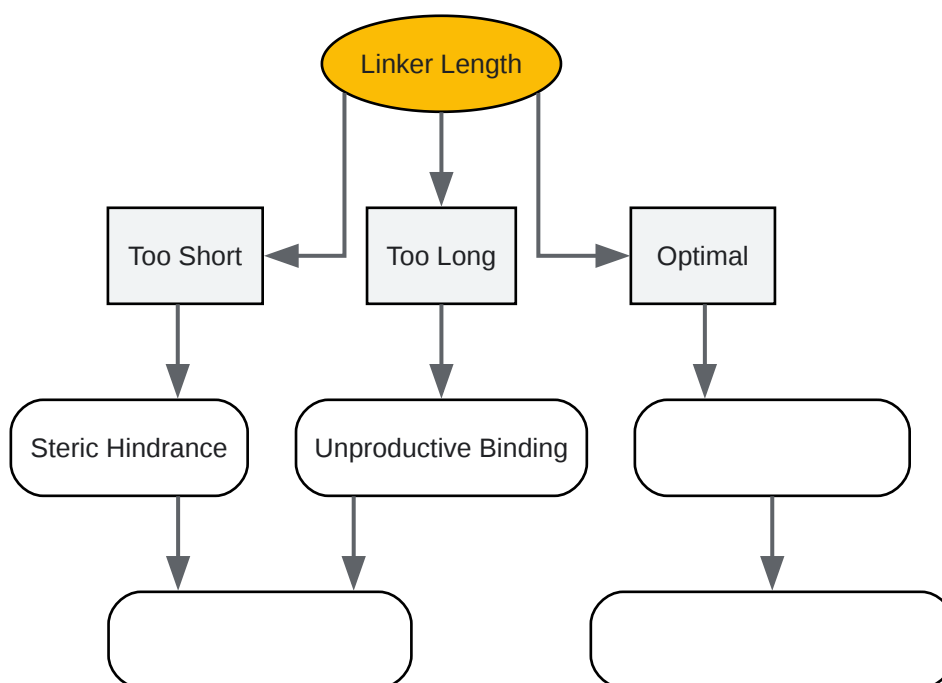 Linker Length
Too Short
Too Long
Optimal
Steric Hindrance
Unproductive Binding